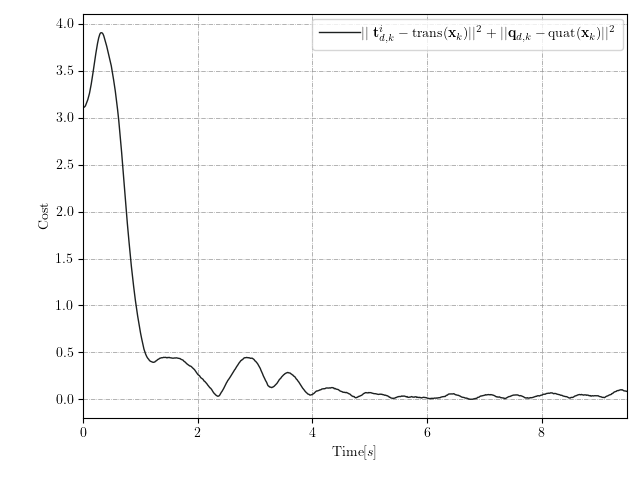 4.0
|| t^i_{d,k} − trans(x_k)||^2 + ||q_{d,k} − quat(x_k)||^2
3.5
3.0
2.5
2.0
1.5
1.0
0.5
0.0
Cost
0 2 4 6 8
Time[s]